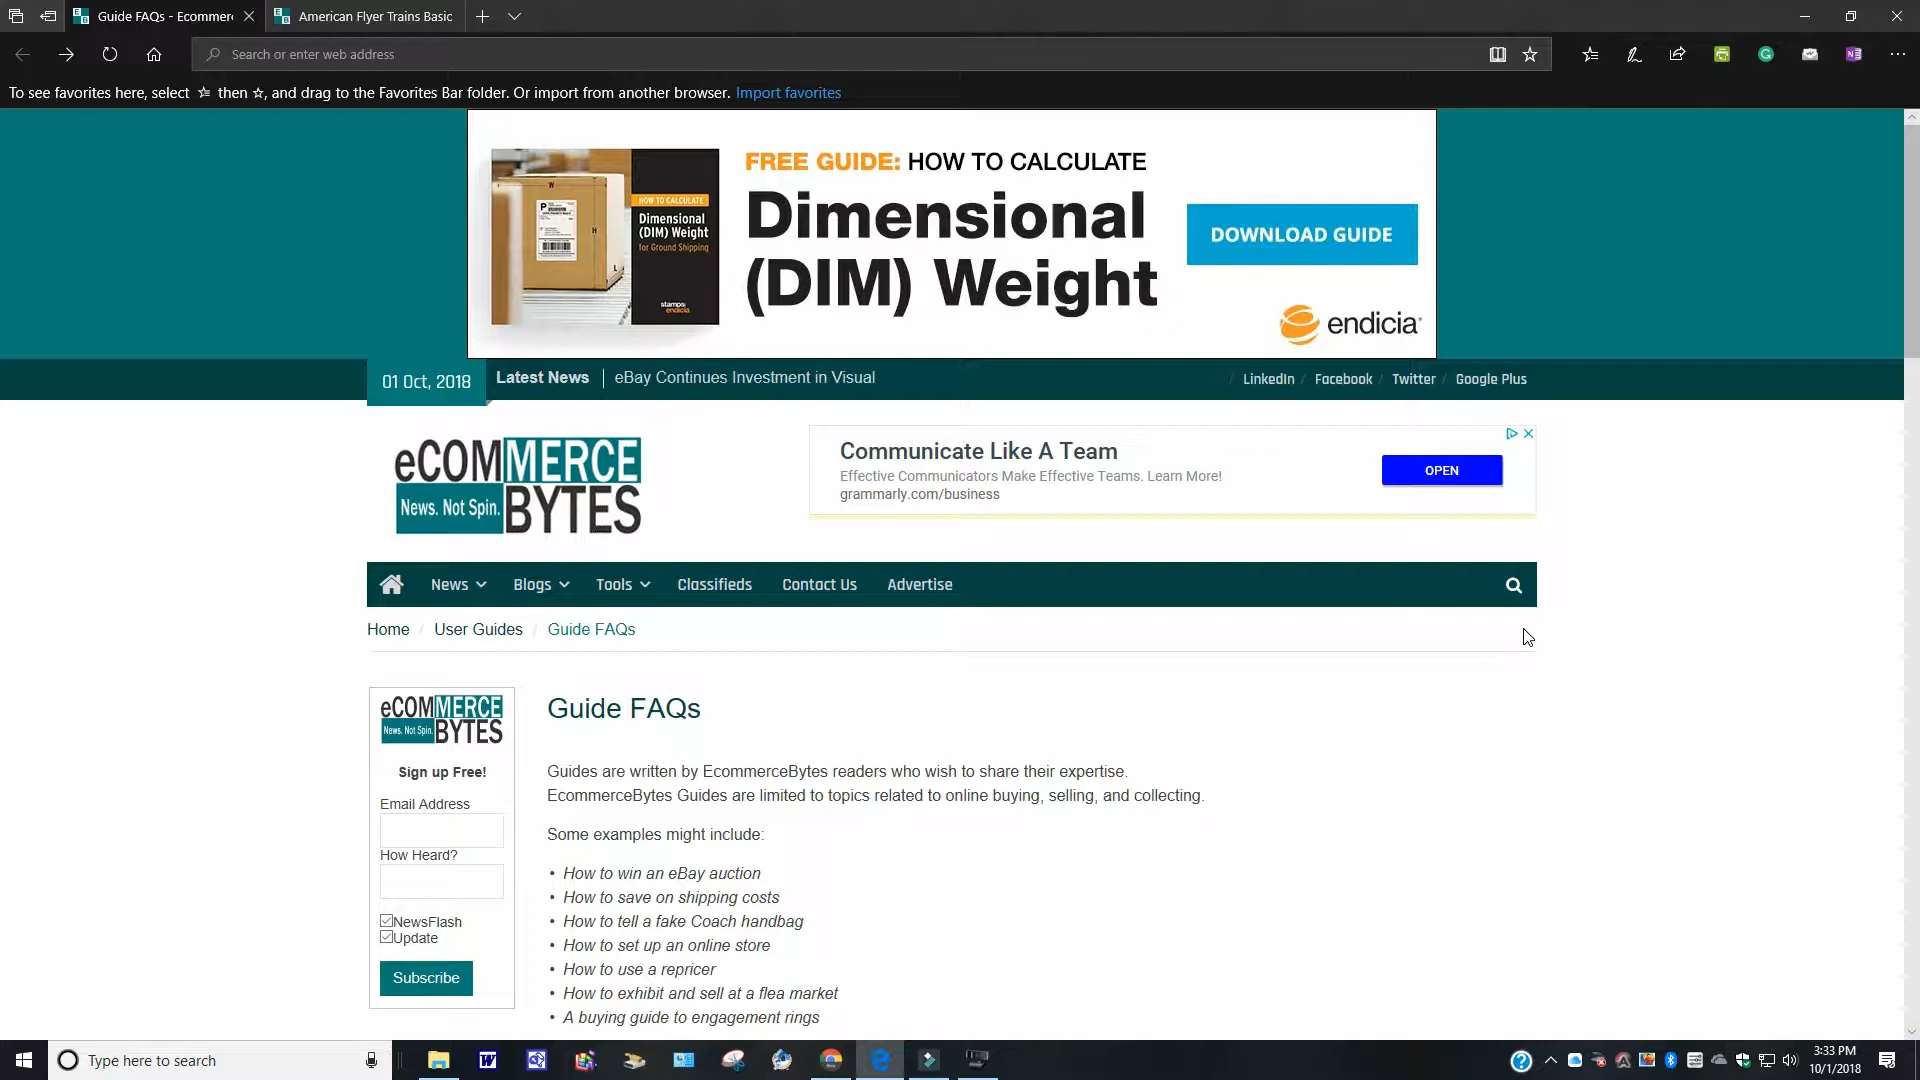 Guide FAQs - Ecommer
American Flyer Trains Basic
Search or enter web address
To see favorites here, select then , and drag to the Favorites Bar folder. Or import from another browser. Import favorites
HOW TO CALCULATE
Dimensional
(DIM) Weight
for Ground Shipping
stamps
endicia
FREE GUIDE: HOW TO CALCULATE
Dimensional
(DIM) Weight
DOWNLOAD GUIDE
endicia
01 Oct, 2018
Latest News
eBay Continues Investment in Visual
/ LinkedIn / Facebook / Twitter / Google Plus
eCOMMERCE
News. Not Spin. BYTES
Communicate Like A Team
Effective Communicators Make Effective Teams. Learn More!
grammarly.com/business
OPEN
News Blogs Tools Classifieds Contact Us Advertise
Home / User Guides / Guide FAQs
eCOMMERCE
News. Not Spin. BYTES
Sign up Free!
Email Address
How Heard?
NewsFlash
Update
Subscribe
Guide FAQs
Guides are written by EcommerceBytes readers who wish to share their expertise.
EcommerceBytes Guides are limited to topics related to online buying, selling, and collecting.
Some examples might include:
• How to win an eBay auction
• How to save on shipping costs
• How to tell a fake Coach handbag
• How to set up an online store
• How to use a repricer
• How to exhibit and sell at a flea market
• A buying guide to engagement rings
Type here to search
3:33 PM
10/1/2018